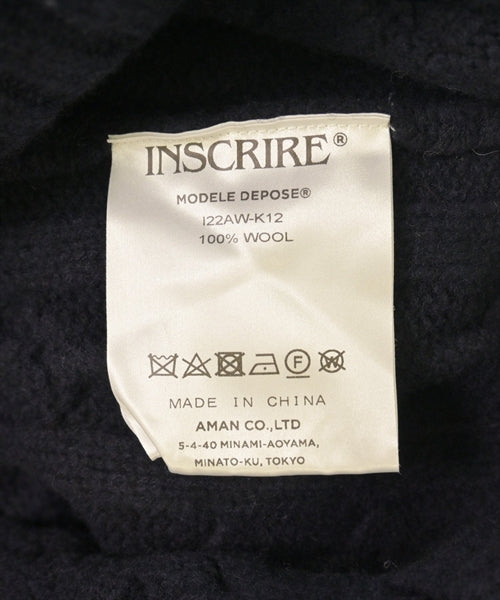 INSCRIRE®
MODELE DEPOSE®
I22AW-K12
100% WOOL
MADE IN CHINA
AMAN CO.,LTD
5-4-40 MINAMI-AOYAMA,
MINATO-KU, TOKYO